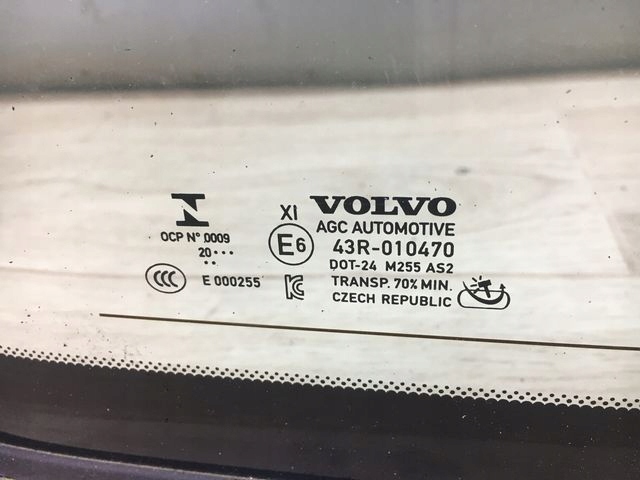 XI
VOLVO
AGC AUTOMOTIVE
OCP Nº 0009
E6
43R-010470
20····
DOT-24 M255 AS2
CCC
E 000255
TRANSP. 70% MIN.
CZECH REPUBLIC